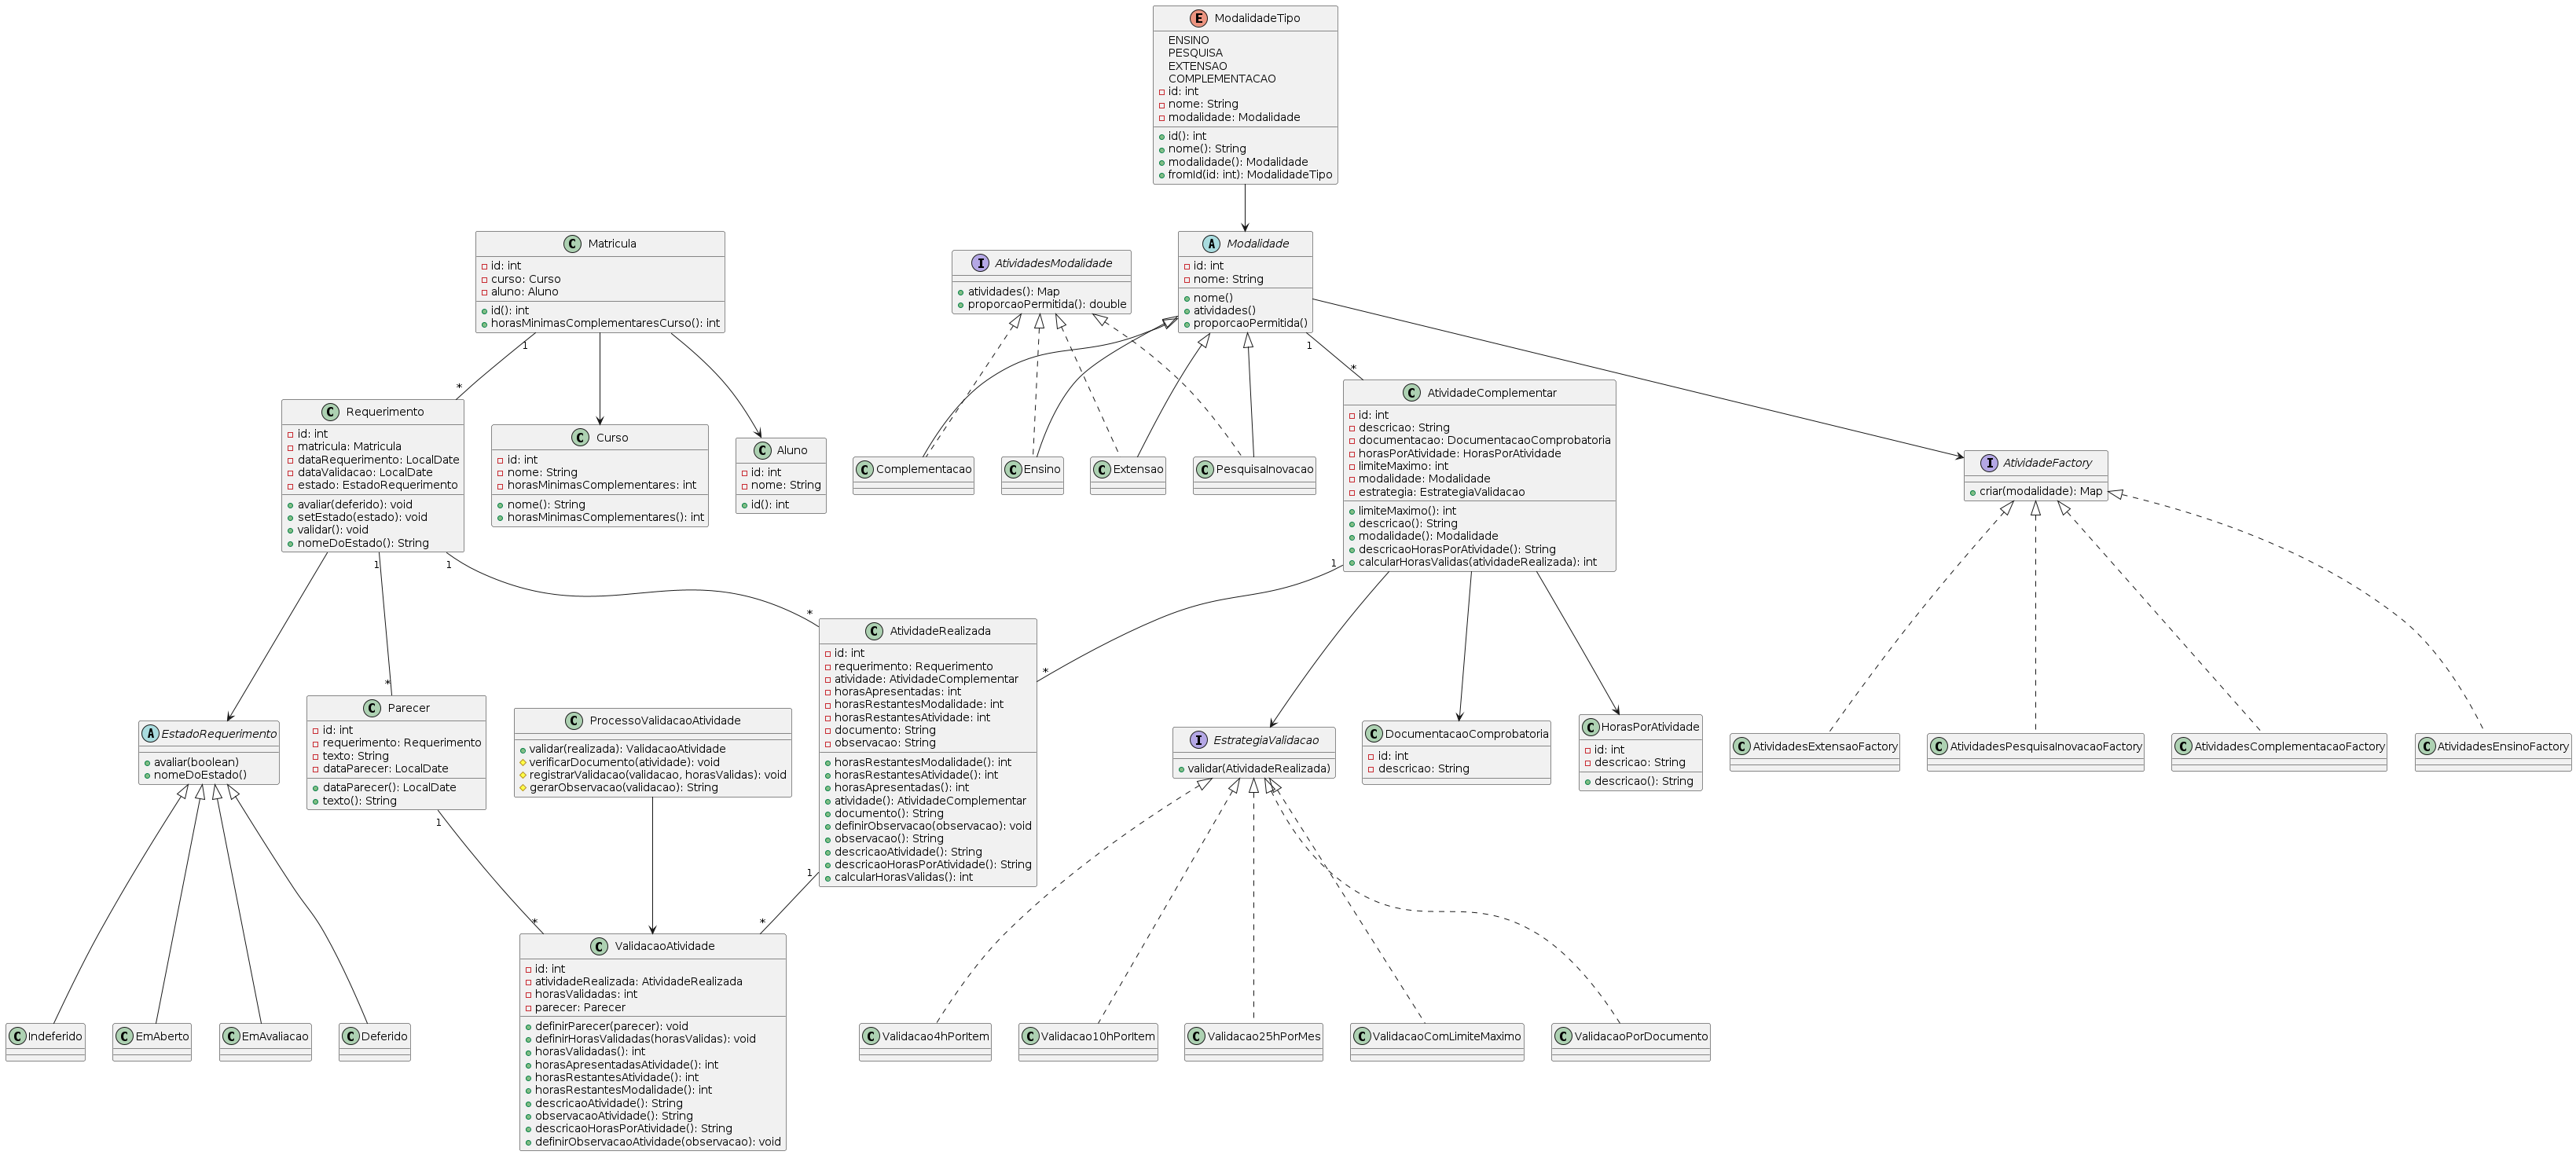 E ModalidadeTipo
ENSINO
PESQUISA
EXTENSAO
COMPLEMENTACAO
id: int
nome: String
modalidade: Modalidade
id(): int
nome(): String
modalidade(): Modalidade
fromId(id: int): ModalidadeTipo
C Matricula
id: int
curso: Curso
aluno: Aluno
id(): int
horasMinimasComplementaresCurso(): int
I AtividadesModalidade
atividades(): Map
proporcaoPermitida(): double
A Modalidade
id: int
nome: String
nome()
atividades()
proporcaoPermitida()
1
*
1
*
C Requerimento
id: int
matricula: Matricula
dataRequerimento: LocalDate
dataValidacao: LocalDate
estado: EstadoRequerimento
avaliar(deferido): void
setEstado(estado): void
validar(): void
nomeDoEstado(): String
C Curso
id: int
nome: String
horasMinimasComplementares: int
nome(): String
horasMinimasComplementares(): int
C Aluno
id: int
nome: String
id(): int
C Complementacao
C Ensino
C Extensao
C PesquisaInovacao
C AtividadeComplementar
id: int
descricao: String
documentacao: DocumentacaoComprobatoria
horasPorAtividade: HorasPorAtividade
limiteMaximo: int
modalidade: Modalidade
estrategia: EstrategiaValidacao
limiteMaximo(): int
descricao(): String
modalidade(): Modalidade
descricaoHorasPorAtividade(): String
calcularHorasValidas(atividadeRealizada): int
I AtividadeFactory
criar(modalidade): Map
1
*
1
*
1
*
A EstadoRequerimento
avaliar(boolean)
nomeDoEstado()
C Parecer
id: int
requerimento: Requerimento
texto: String
dataParecer: LocalDate
dataParecer(): LocalDate
texto(): String
C ProcessoValidacaoAtividade
validar(realizada): ValidacaoAtividade
verificarDocumento(atividade): void
registrarValidacao(validacao, horasValidas): void
gerarObservacao(validacao): String
C AtividadeRealizada
id: int
requerimento: Requerimento
atividade: AtividadeComplementar
horasApresentadas: int
horasRestantesModalidade: int
horasRestantesAtividade: int
documento: String
observacao: String
horasRestantesModalidade(): int
horasRestantesAtividade(): int
horasApresentadas(): int
atividade(): AtividadeComplementar
documento(): String
definirObservacao(observacao): void
observacao(): String
descricaoAtividade(): String
descricaoHorasPorAtividade(): String
calcularHorasValidas(): int
I EstrategiaValidacao
validar(AtividadeRealizada)
C DocumentacaoComprobatoria
id: int
descricao: String
C HorasPorAtividade
id: int
descricao: String
descricao(): String
C AtividadesExtensaoFactory
C AtividadesPesquisaInovacaoFactory
C AtividadesComplementacaoFactory
C AtividadesEnsinoFactory
1
*
1
*
C Indeferido
C EmAberto
C EmAvaliacao
C Deferido
C ValidacaoAtividade
id: int
atividadeRealizada: AtividadeRealizada
horasValidadas: int
parecer: Parecer
definirParecer(parecer): void
definirHorasValidadas(horasValidas): void
horasValidadas(): int
horasApresentadasAtividade(): int
horasRestantesAtividade(): int
horasRestantesModalidade(): int
descricaoAtividade(): String
observacaoAtividade(): String
descricaoHorasPorAtividade(): String
definirObservacaoAtividade(observacao): void
C Validacao4hPorItem
C Validacao10hPorItem
C Validacao25hPorMes
C ValidacaoComLimiteMaximo
C ValidacaoPorDocumento